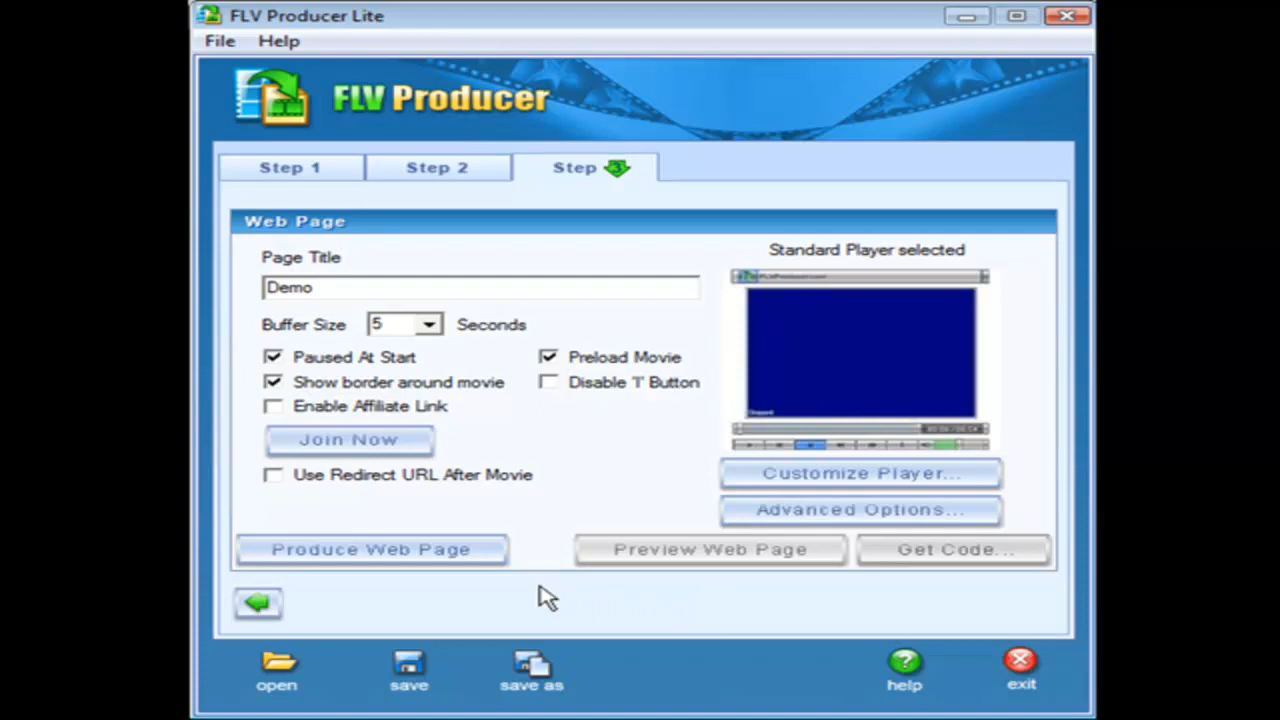 FLV Producer Lite
File Help
FLV Producer
Step 1 Step 2 Step 3
Web Page
Page Title
Standard Player selected
Demo
Buffer Size 5 Seconds
Paused At Start Preload Movie
Show border around movie Disable 'I' Button
Enable Affiliate Link
Join Now
Use Redirect URL After Movie
Customize Player...
Advanced Options...
Produce Web Page Preview Web Page Get Code...
open save save as help exit